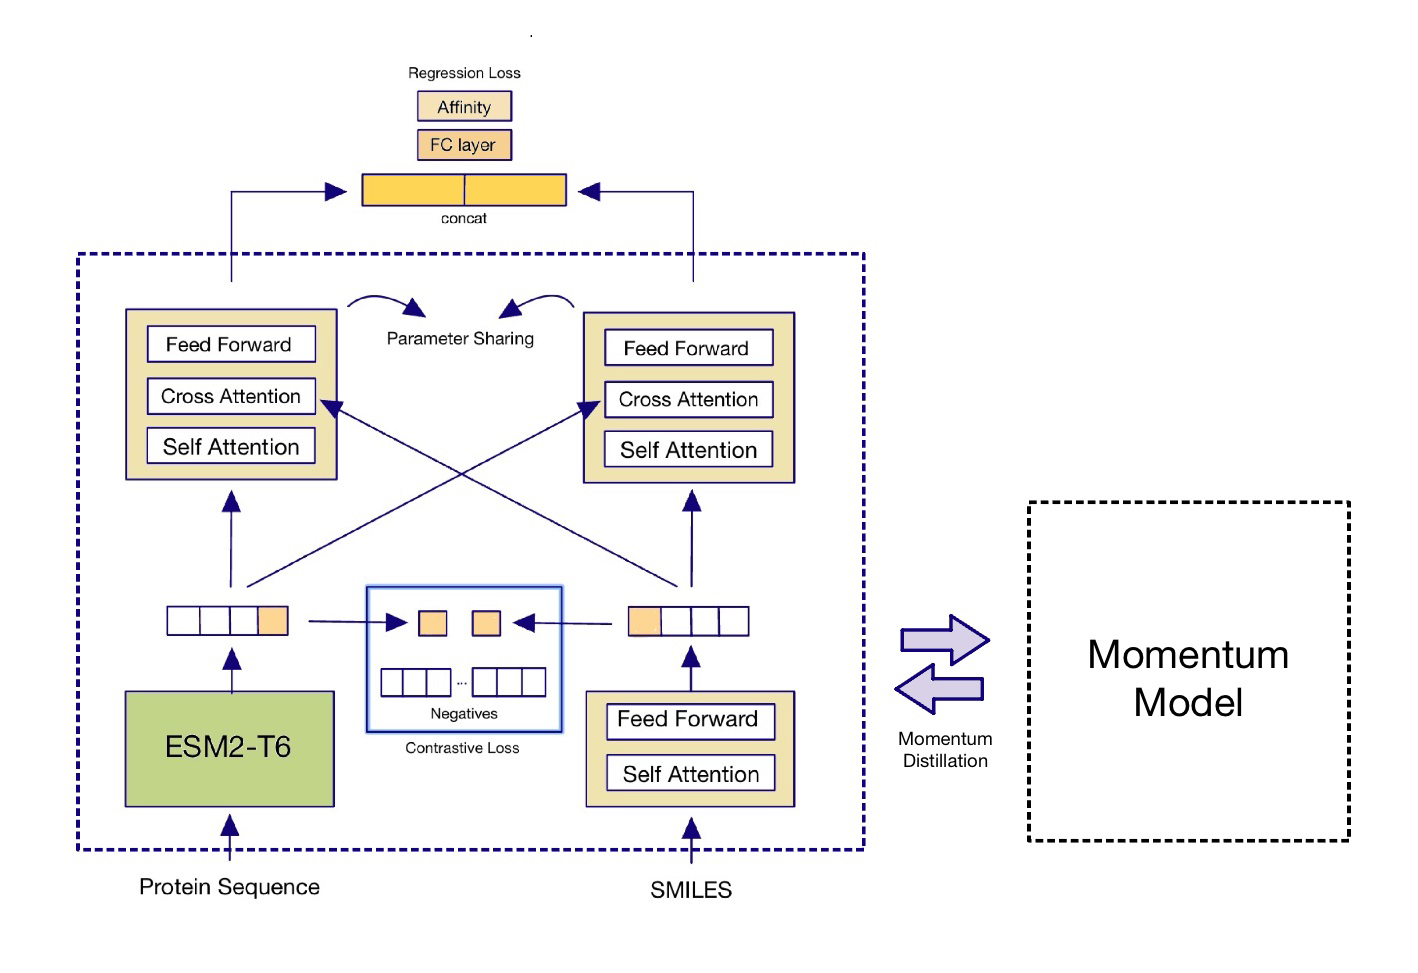 Regression Loss
Affinity
FC layer
concat
Parameter Sharing
Feed Forward
Cross Attention
Self Attention
Feed Forward
Cross Attention
Self Attention
...
Negatives
Contrastive Loss
ESM2-T6
Feed Forward
Self Attention
Protein Sequence
SMILES
Momentum
Distillation
Momentum
Model